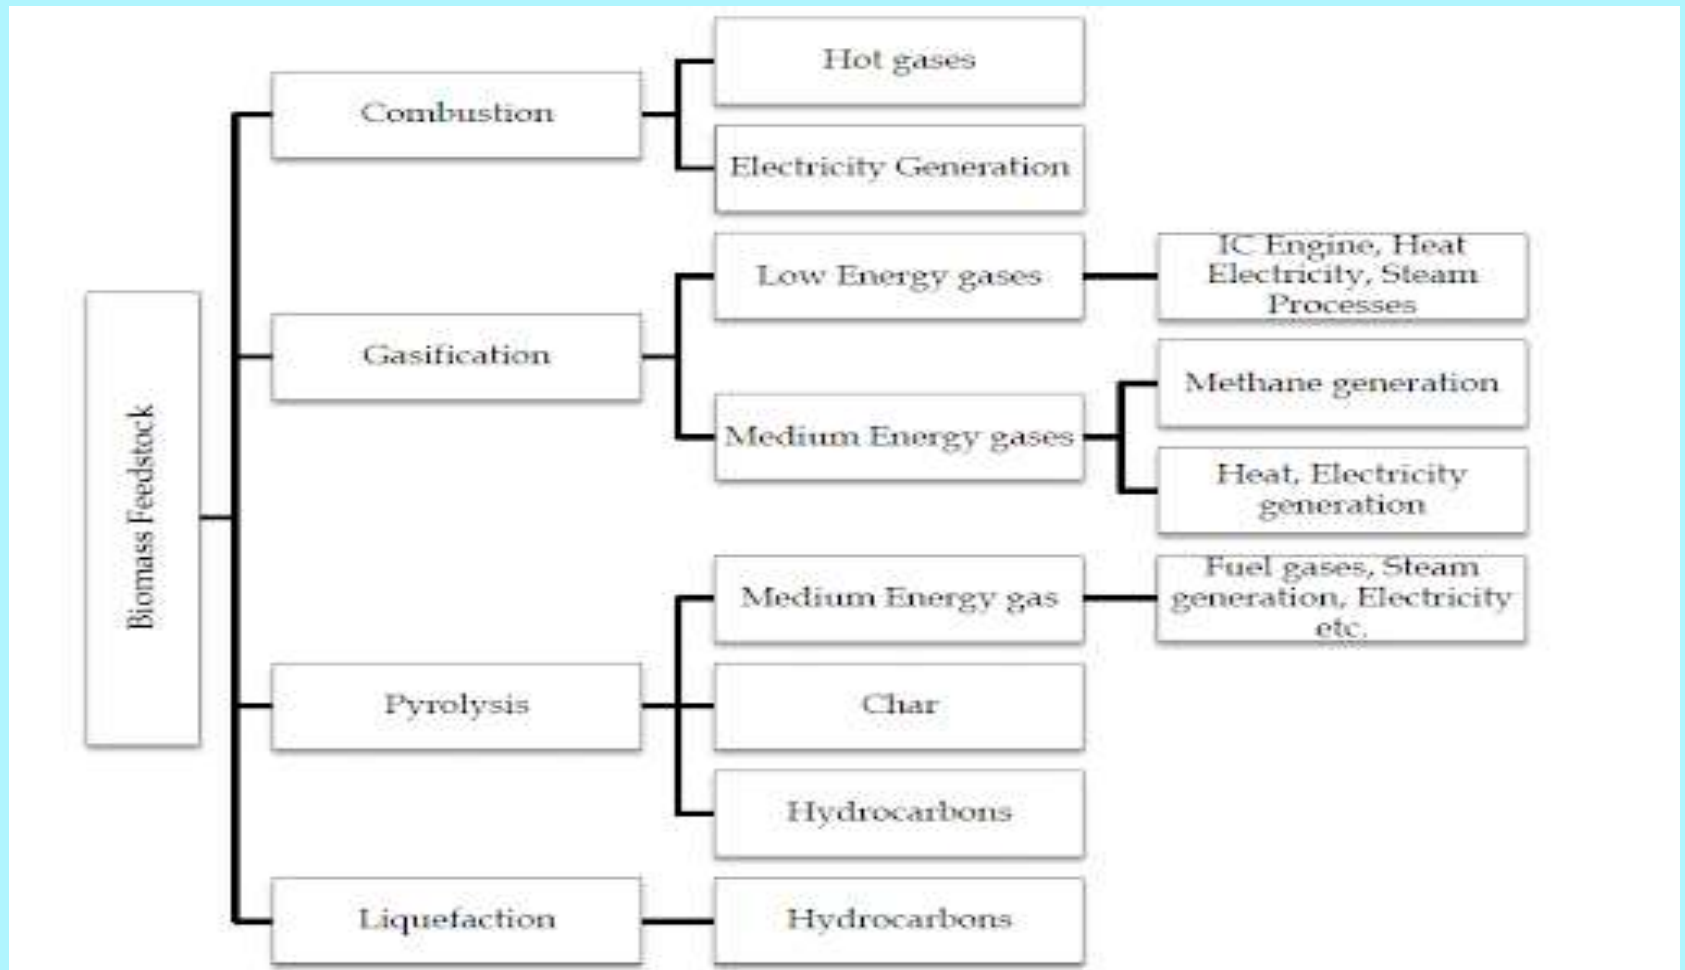 Biomass Feedstock
Combustion
Hot gases
Electricity Generation
Gasification
Low Energy gases
IC Engine, Heat
Electricity, Steam
Processes
Medium Energy gases
Methane generation
Heat, Electricity
generation
Pyrolysis
Medium Energy gas
Fuel gases, Steam
generation, Electricity
etc.
Char
Hydrocarbons
Liquefaction
Hydrocarbons